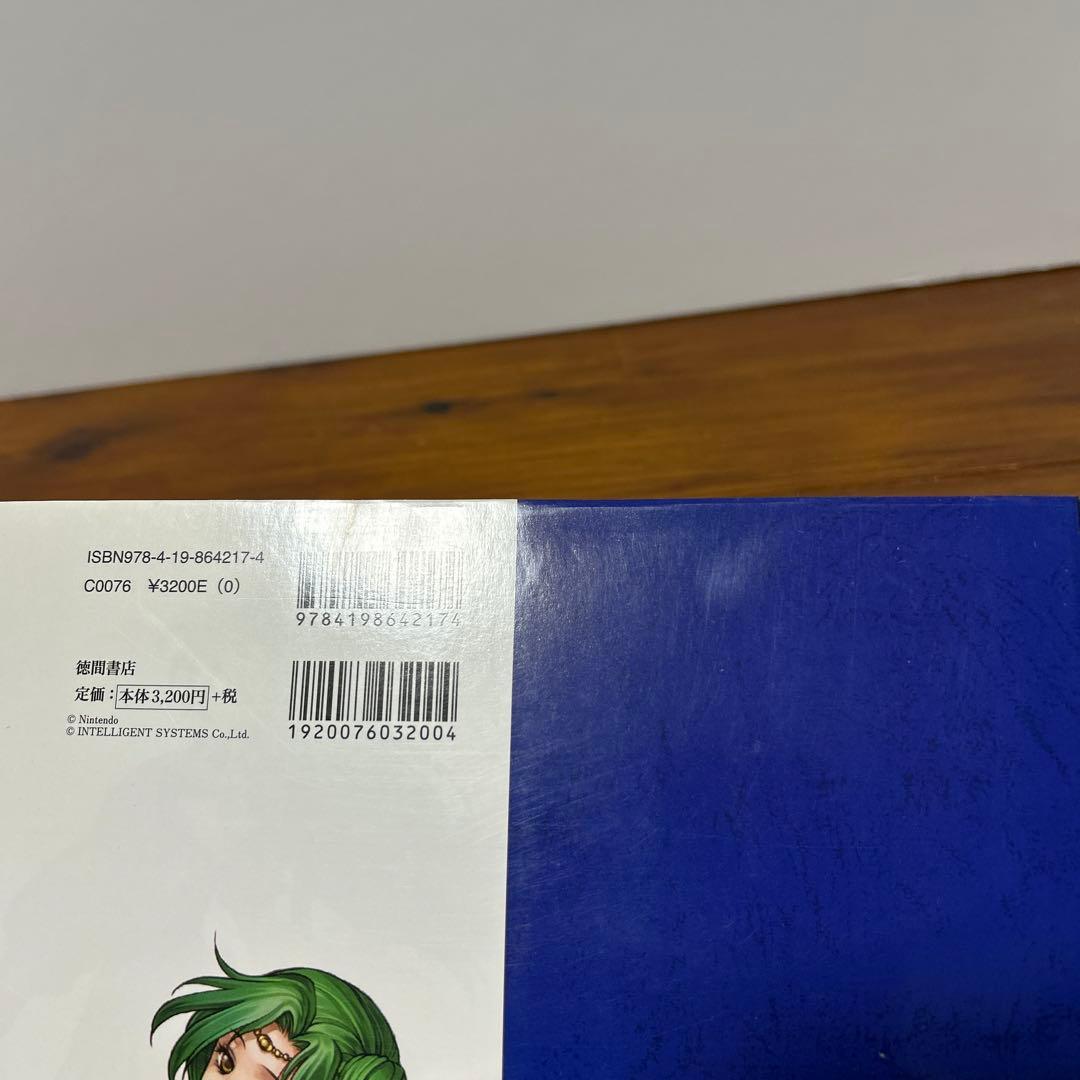 ISBN978-4-19-864217-4
C0076 ¥3200E (0)
9784198642174
徳間書店
定価：本体3,200円+税
© Nintendo
© INTELLIGENT SYSTEMS Co.,Ltd.
1920076032004